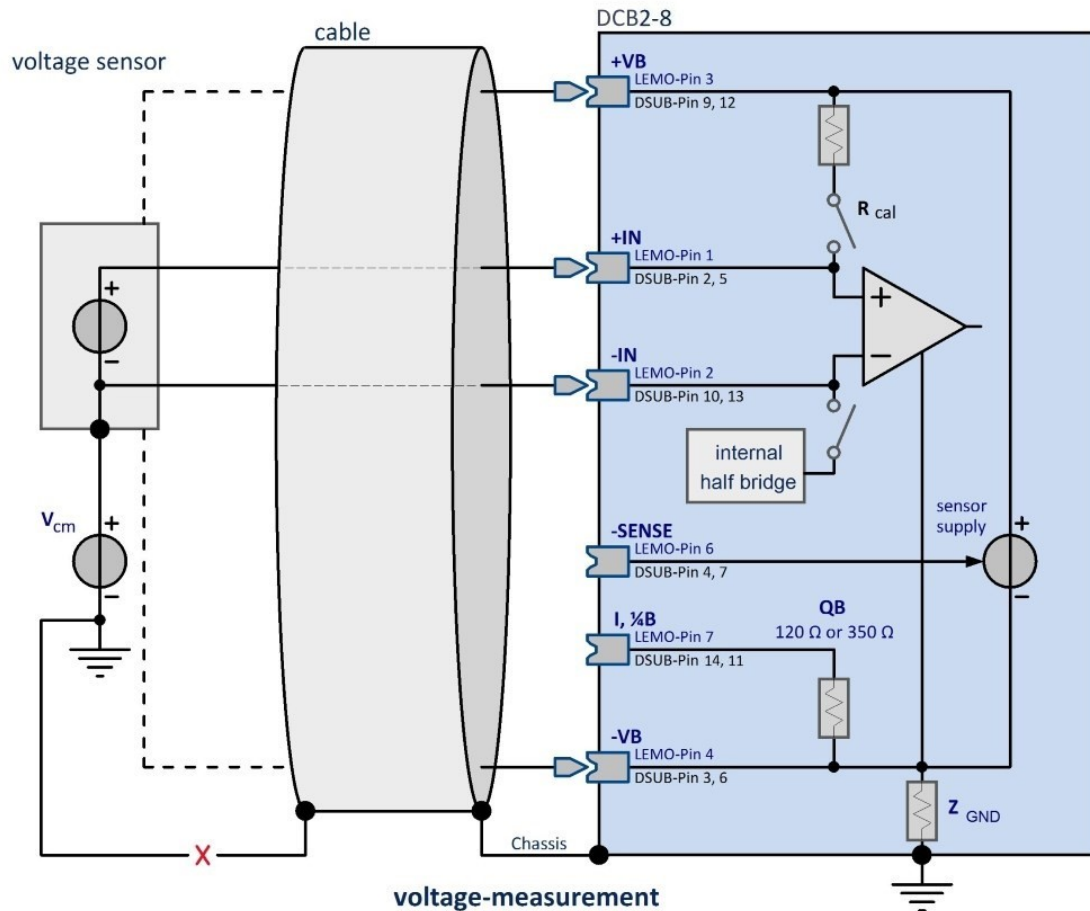 DCB2-8
cable
voltage sensor
+VB
LEMO-Pin 3
DSUB-Pin 9, 12
R cal
+IN
LEMO-Pin 1
DSUB-Pin 2, 5
+
+
−
−
-IN
LEMO-Pin 2
DSUB-Pin 10, 13
internal
half bridge
Vcm
+
−
-SENSE
LEMO-Pin 6
DSUB-Pin 4, 7
sensor
supply
+
−
I, ¼B
LEMO-Pin 7
DSUB-Pin 14, 11
QB
120 Ω or 350 Ω
-VB
LEMO-Pin 4
DSUB-Pin 3, 6
Z GND
X
Chassis
voltage-measurement